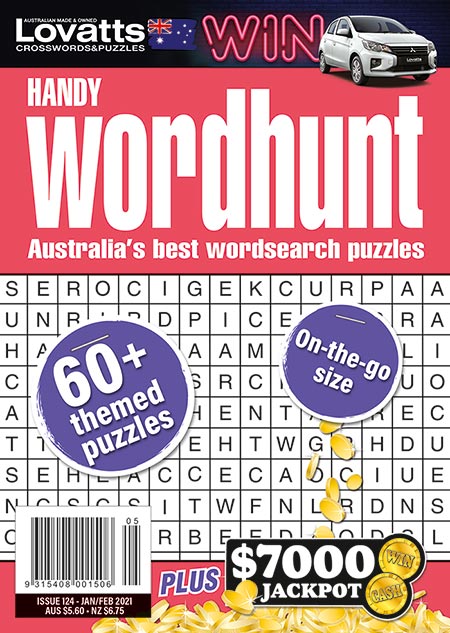 AUSTRALIAN MADE & OWNED
Lovatts
CROSSWORDS&PUZZLES
WIN
Lovatts
HANDY
wordhunt
Australia's best wordsearch puzzles
S E R O C I G E K C U R P A A
U N R D P I C E R A
H A A A M L I
C S R C U O
A H E N T R E C
T T E H T W G H D U
S E H E A C C E C A C I U E
N C S C S I T W F N L R D N S
R B E E D
60+
themed
puzzles
On-the-go
size
05
9 315408 001506
ISSUE 124 - JAN/FEB 2021
AUS $5.60 - NZ $6.75
PLUS
$7000
JACKPOT
WIN
CASH